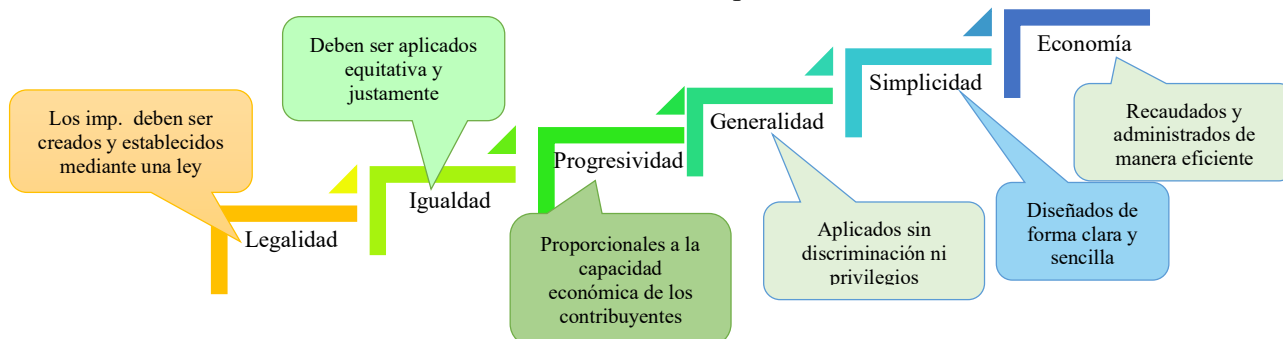 Los imp. deben ser
creados y establecidos
mediante una ley
Legalidad
Deben ser aplicados
equitativa y
justamente
Igualdad
Progresividad
Proporcionales a la
capacidad
económica de los
contribuyentes
Generalidad
Aplicados sin
discriminación ni
privilegios
Simplicidad
Diseñados de
forma clara y
sencilla
Economía
Recaudados y
administrados de
manera eficiente